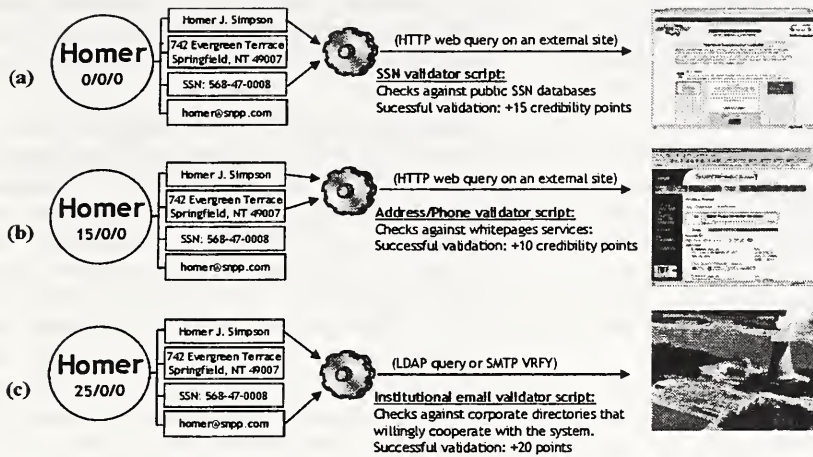 (a)
Homer
0/0/0
Homer J. Simpson
742 Evergreen Terrace
Springfield, NT 49007
SSN: 568-47-0008
homer@snpp.com
(HTTP web query on an external site)
SSN validator script:
Checks against public SSN databases
Sucessful validation: +15 credibility points
(b)
Homer
15/0/0
Homer J. Simpson
742 Evergreen Terrace
Springfield, NT 49007
SSN: 568-47-0008
homer@snpp.com
(HTTP web query on an external site)
Address/Phone validator script:
Checks against whitepages services:
Successful validation: +10 credibility points
(c)
Homer
25/0/0
Homer J. Simpson
742 Evergreen Terrace
Springfield, NT 49007
SSN: 568-47-0008
homer@snpp.com
(LDAP query or SMTP VRFY)
Institutional email validator script:
Checks against corporate directories that
willingly cooperate with the system.
Successful validation: +20 points